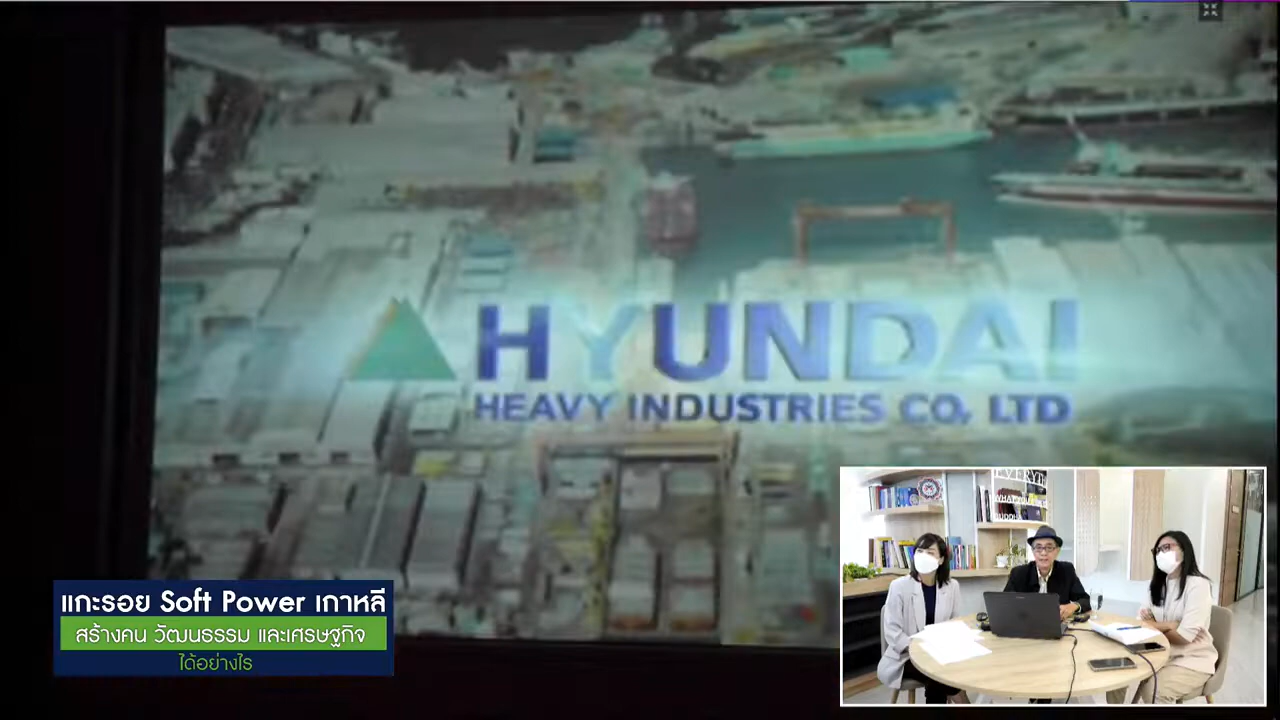 HYUNDAI
HEAVY INDUSTRIES CO, LTD
แกะรอย Soft Power เกาหลี
สร้างคน วัฒนธรรม และเศรษฐกิจ
ได้อย่างไร